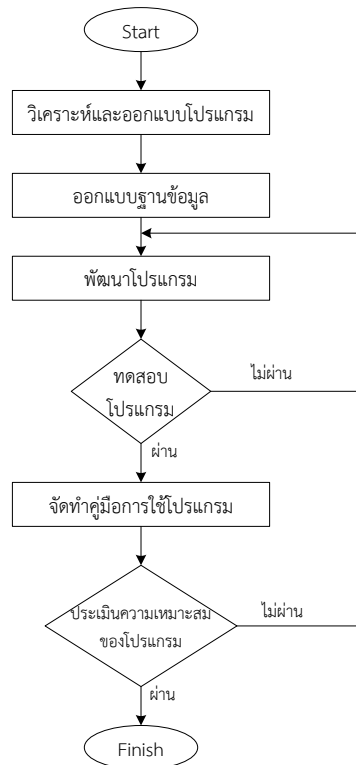 Start
วิเคราะห์และออกแบบโปรแกรม
ออกแบบฐานข้อมูล
พัฒนาโปรแกรม
ทดสอบ
โปรแกรม
ไม่ผ่าน
ผ่าน
จัดทำคู่มือการใช้โปรแกรม
ประเมินความเหมาะสม
ของโปรแกรม
ไม่ผ่าน
ผ่าน
Finish